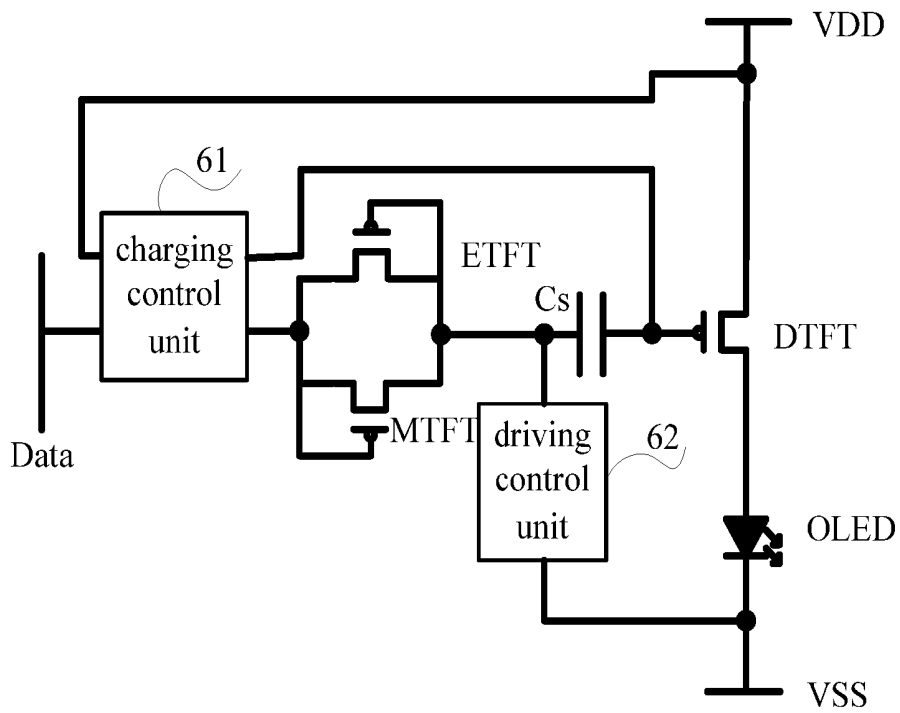 VDD
61
charging
control
unit
ETFT
Cs
DTFT
MTFT
Data
driving
control
unit
62
OLED
VSS